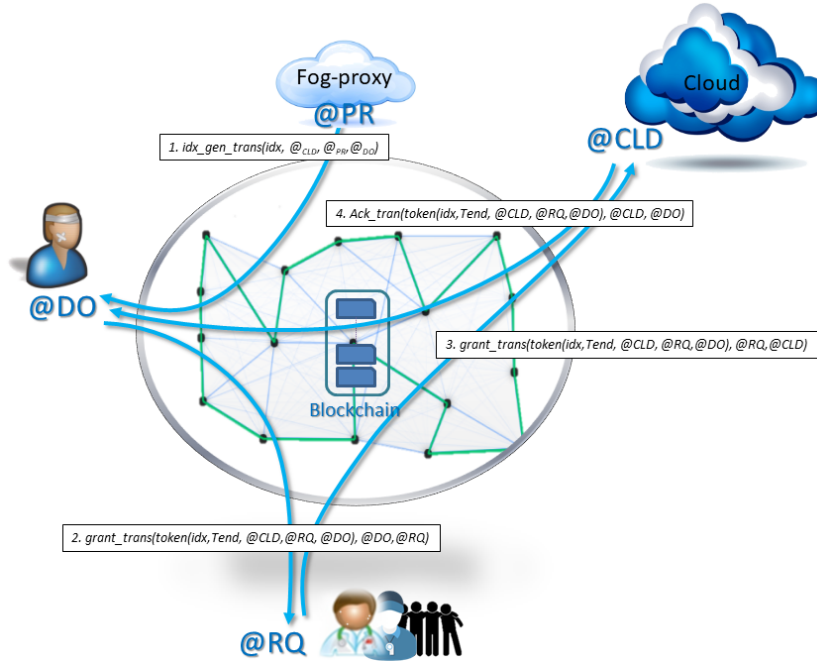 Fog-proxy
@PR
Cloud
@CLD
1. idx_gen_trans(idx, @CLD, @PR,@DO)
4. Ack_tran(token(idx,Tend, @CLD, @RQ,@DO), @CLD, @DO)
@DO
3. grant_trans(token(idx,Tend, @CLD, @RQ,@DO), @RQ,@CLD)
Blockchain
2. grant_trans(token(idx,Tend, @CLD,@RQ, @DO), @DO,@RQ)
@RQ